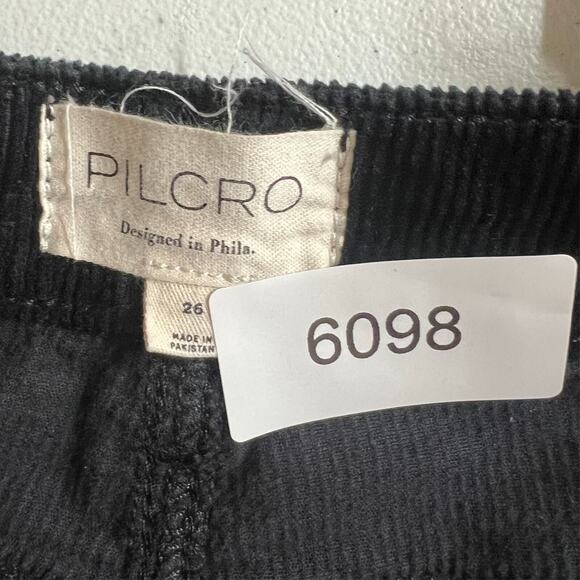 PILCRO
Designed in Phila.
26
MADE IN
PAKISTAN
6098